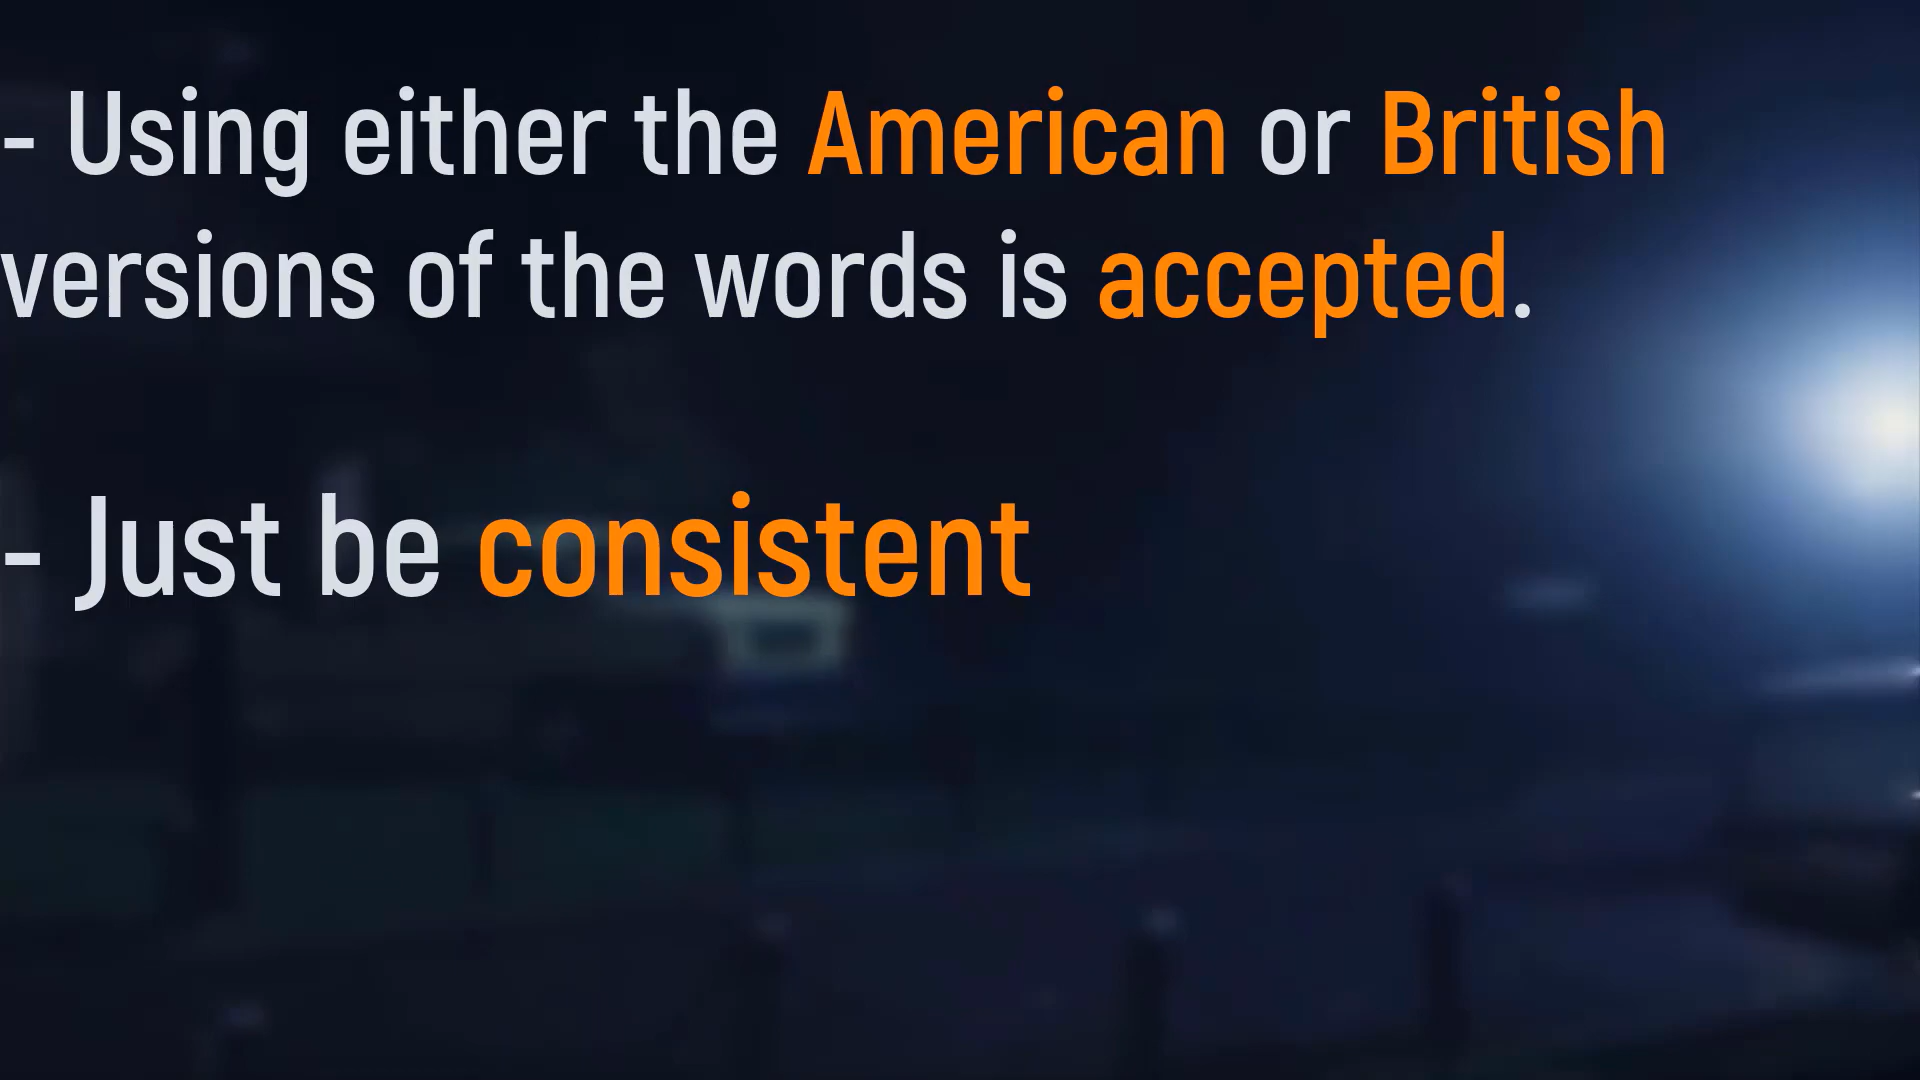 - Using either the American or British
versions of the words is accepted.
- Just be consistent